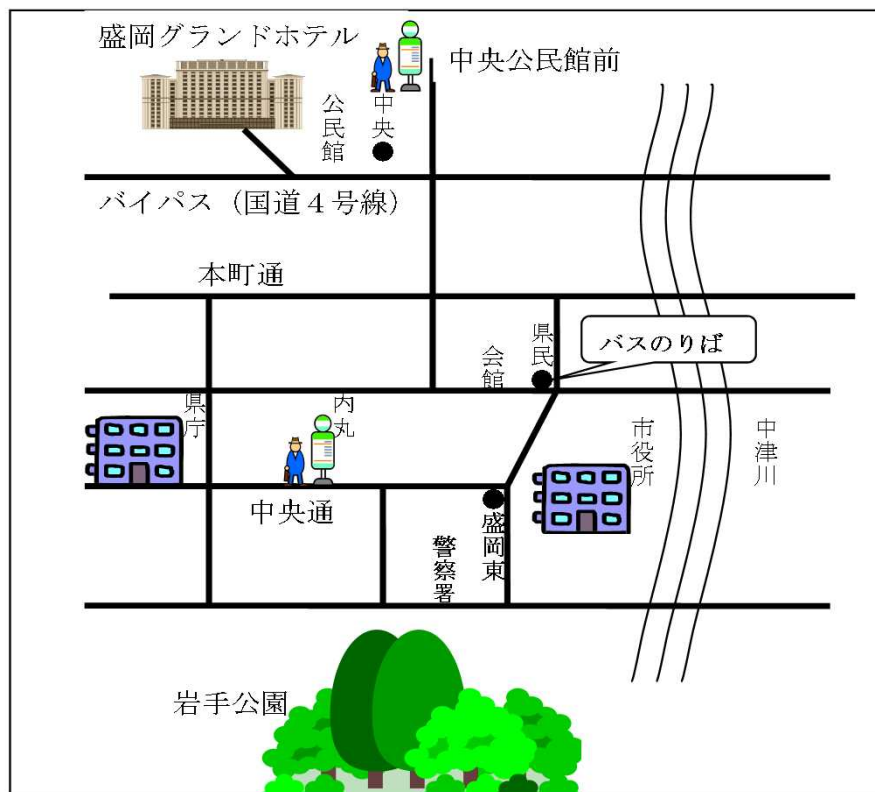 盛岡グランドホテル
中央公民館前
中央
公民館
バイパス（国道４号線）
本町通
県民
会館
バスのりば
県庁
内丸
市役所
中津川
中央通
盛岡東
警察署
岩手公園